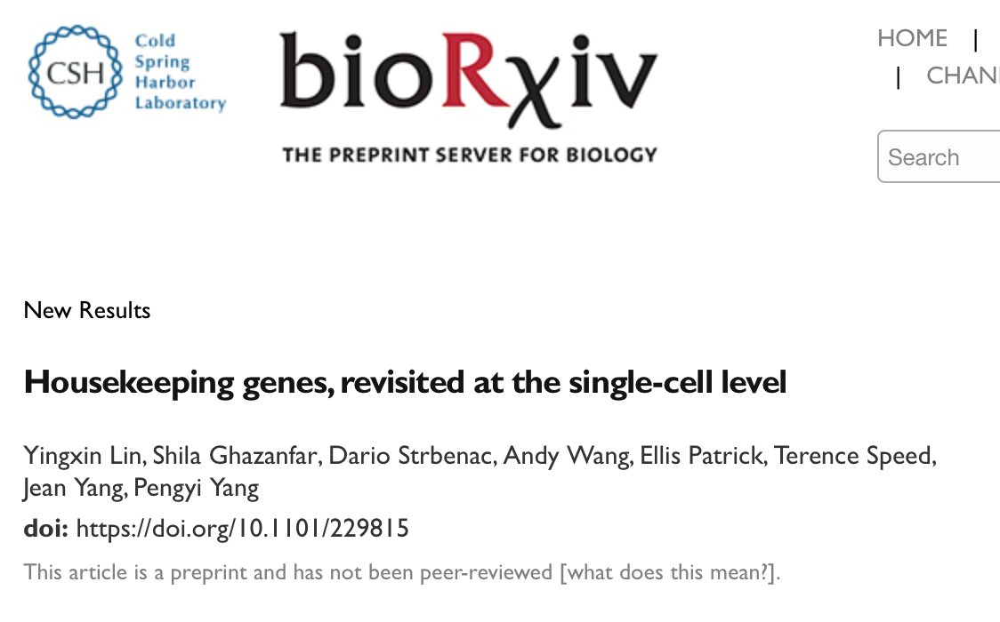 CSH
Cold
Spring
Harbor
Laboratory
bioRχiv
THE PREPRINT SERVER FOR BIOLOGY
HOME |
| CHAN
Search
New Results
Housekeeping genes, revisited at the single-cell level
Yingxin Lin, Shila Ghazanfar, Dario Strbenac, Andy Wang, Ellis Patrick, Terence Speed,
Jean Yang, Pengyi Yang
doi: https://doi.org/10.1101/229815
This article is a preprint and has not been peer-reviewed [what does this mean?].